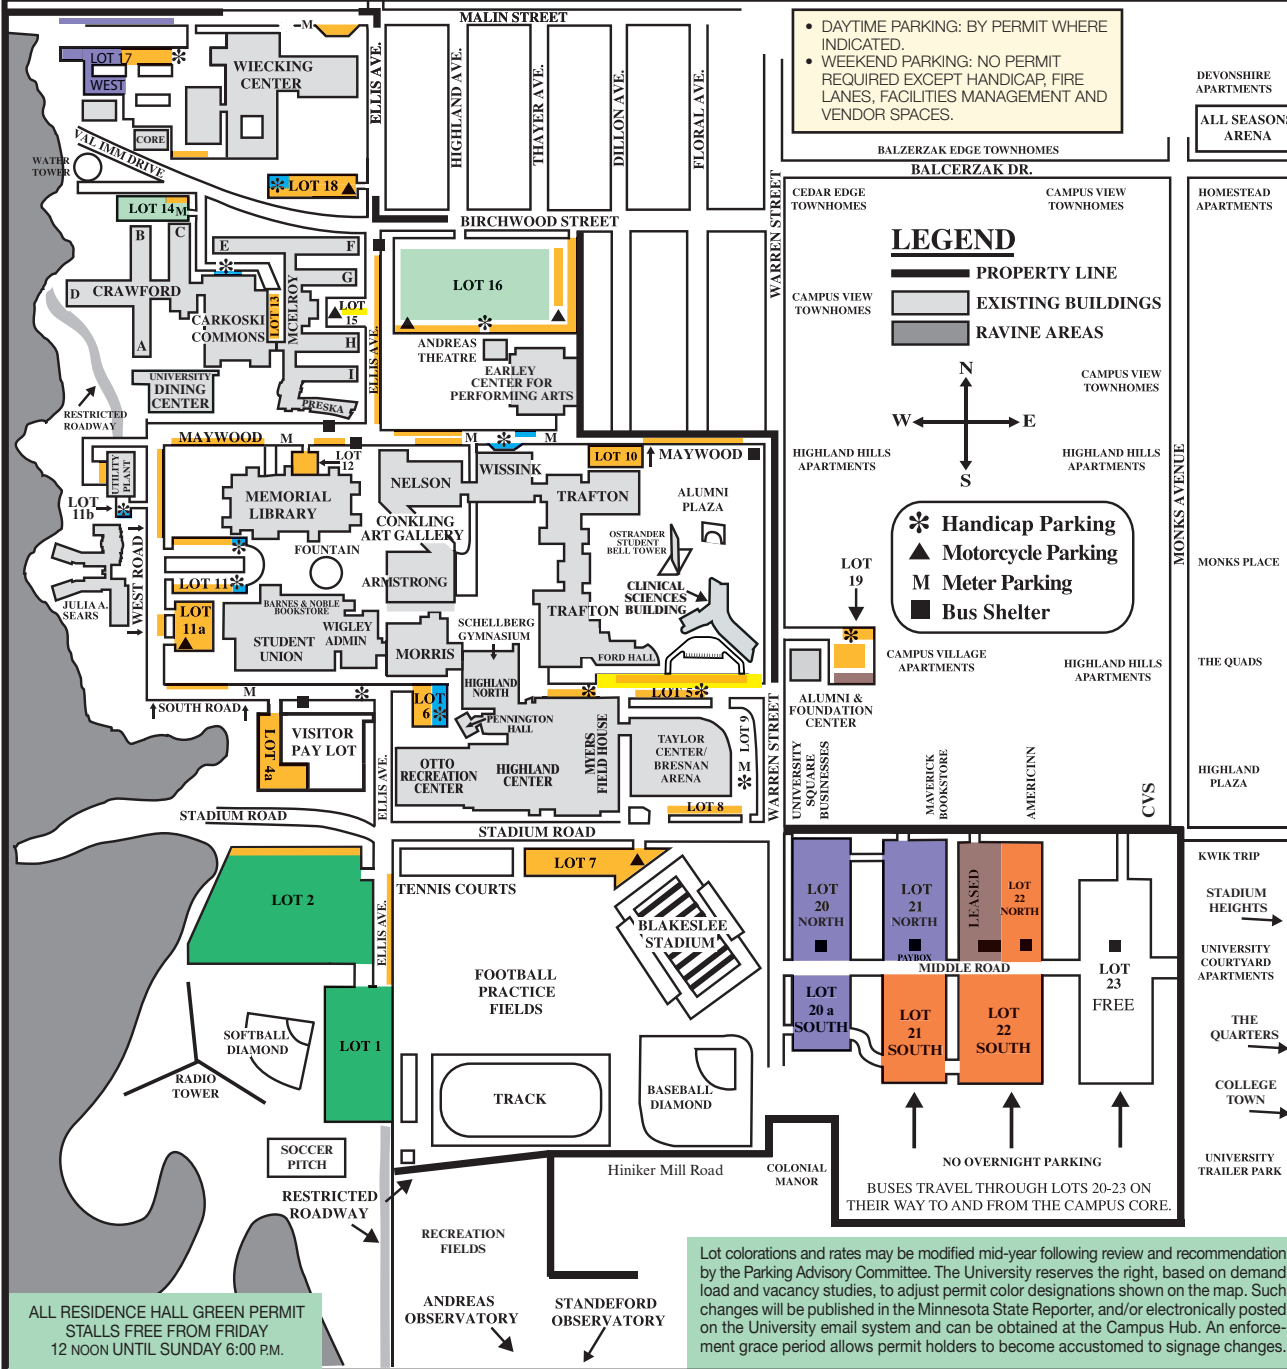 MALIN STREET
M
• DAYTIME PARKING: BY PERMIT WHERE
INDICATED.
• WEEKEND PARKING: NO PERMIT
REQUIRED EXCEPT HANDICAP, FIRE
LANES, FACILITIES MANAGEMENT AND
VENDOR SPACES.
LOT 17
WEST
WIECKING
CENTER
ELLIS AVE.
HIGHLAND AVE.
THAYER AVE.
DILLON AVE.
FLORAL AVE.
DEVONSHIRE
APARTMENTS
ALL SEASONS
ARENA
CORE
VAL IMM DRIVE
WATER
TOWER
BALZERZAK EDGE TOWNHOMES
BALCERZAK DR.
LOT 18
LOT 14
M
BIRCHWOOD STREET
WARREN STREET
CEDAR EDGE
TOWNHOMES
CAMPUS VIEW
TOWNHOMES
HOMESTEAD
APARTMENTS
LEGEND
PROPERTY LINE
EXISTING BUILDINGS
RAVINE AREAS
B
C
E
F
G
D
CRAWFORD
A
CARKOSKI
COMMONS
LOT 13
MCELROY
LOT
15
H
I
LOT 16
CAMPUS VIEW
TOWNHOMES
N
W
E
S
CAMPUS VIEW
TOWNHOMES
ANDREAS
THEATRE
ELLIS AVE.
EARLEY
CENTER FOR
PERFORMING ARTS
UNIVERSITY
DINING
CENTER
PRESKA
RESTRICTED
ROADWAY
MAYWOOD
M
M
M
LOT
12
LOT 10
MAYWOOD
HIGHLAND HILLS
APARTMENTS
HIGHLAND HILLS
APARTMENTS
MONKS AVENUE
UTILITY
PLANT
LOT
11b
MEMORIAL
LIBRARY
NELSON
WISSINK
TRAFTON
ALUMNI
PLAZA
CONKLING
ART GALLERY
OSTRANDER
STUDENT
BELL TOWER
Handicap Parking
Motorcycle Parking
M Meter Parking
Bus Shelter
WEST ROAD
FOUNTAIN
LOT 11
ARMSTRONG
CLINICAL
SCIENCES
BUILDING
LOT
19
MONKS PLACE
JULIA A.
SEARS
LOT
11a
BARNES & NOBLE
BOOKSTORE
STUDENT
UNION
WIGLEY
ADMIN
MORRIS
SCHELLBERG
GYMNASIUM
TRAFTON
FORD HALL
CAMPUS VILLAGE
APARTMENTS
HIGHLAND HILLS
APARTMENTS
THE QUADS
HIGHLAND
NORTH
M
SOUTH ROAD
LOT
6
LOT 5
PENNINGTON
HALL
ALUMNI &
FOUNDATION
CENTER
LOT 4a
VISITOR
PAY LOT
ELLIS AVE.
OTTO
RECREATION
CENTER
HIGHLAND
CENTER
MYERS
FIELD HOUSE
TAYLOR
CENTER/
BRESNAN
ARENA
LOT 9
M
WARREN STREET
UNIVERSITY
SQUARE
BUSINESSES
MAVERICK
BOOKSTORE
AMERICINN
CVS
HIGHLAND
PLAZA
LOT 8
STADIUM ROAD
STADIUM ROAD
LOT 7
TENNIS COURTS
LOT 2
ELLIS AVE.
BLAKESLEE
STADIUM
LOT
20
NORTH
LOT
21
NORTH
PAYBOX
LEASED
LOT
22
NORTH
KWIK TRIP
STADIUM
HEIGHTS
UNIVERSITY
COURTYARD
APARTMENTS
MIDDLE ROAD
LOT
23
FREE
FOOTBALL
PRACTICE
FIELDS
LOT
20 a
SOUTH
LOT
21
SOUTH
LOT
22
SOUTH
THE
QUARTERS
SOFTBALL
DIAMOND
LOT 1
RADIO
TOWER
TRACK
BASEBALL
DIAMOND
COLLEGE
TOWN
SOCCER
PITCH
Hiniker Mill Road
COLONIAL
MANOR
NO OVERNIGHT PARKING
BUSES TRAVEL THROUGH LOTS 20-23 ON
THEIR WAY TO AND FROM THE CAMPUS CORE.
UNIVERSITY
TRAILER PARK
RESTRICTED
ROADWAY
RECREATION
FIELDS
ANDREAS
OBSERVATORY
STANDEFORD
OBSERVATORY
ALL RESIDENCE HALL GREEN PERMIT
STALLS FREE FROM FRIDAY
12 NOON UNTIL SUNDAY 6:00 P.M.
Lot colorations and rates may be modified mid-year following review and recommendation
by the Parking Advisory Committee. The University reserves the right, based on demand
load and vacancy studies, to adjust permit color designations shown on the map. Such
changes will be published in the Minnesota State Reporter, and/or electronically posted
on the University email system and can be obtained at the Campus Hub. An enforce-
ment grace period allows permit holders to become accustomed to signage changes.